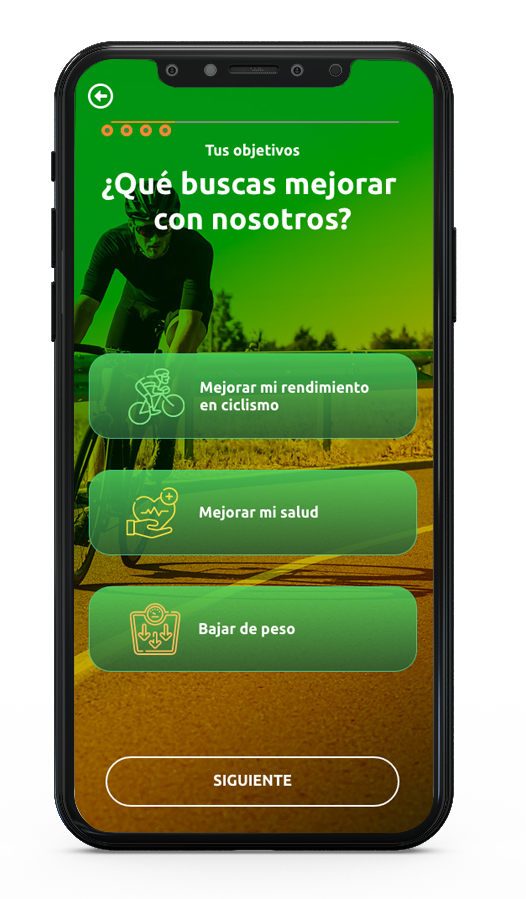 Tus objetivos
¿Qué buscas mejorar
con nosotros?
Mejorar mi rendimiento
en ciclismo
Mejorar mi salud
Bajar de peso
SIGUIENTE